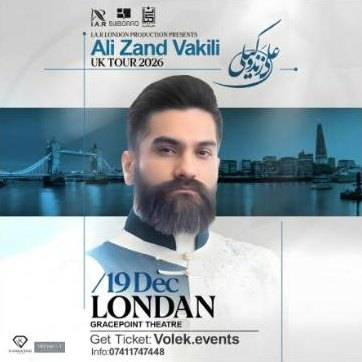 I.A.R
I.A.R LONDON PRODUCTION PRESENTS
Ali Zand Vakili
UK TOUR 2026
علی زند وکیلی
/19 Dec
LONDAN
GRACEPOINT THEATRE
Get Ticket: Volek.events
Info:07411747448